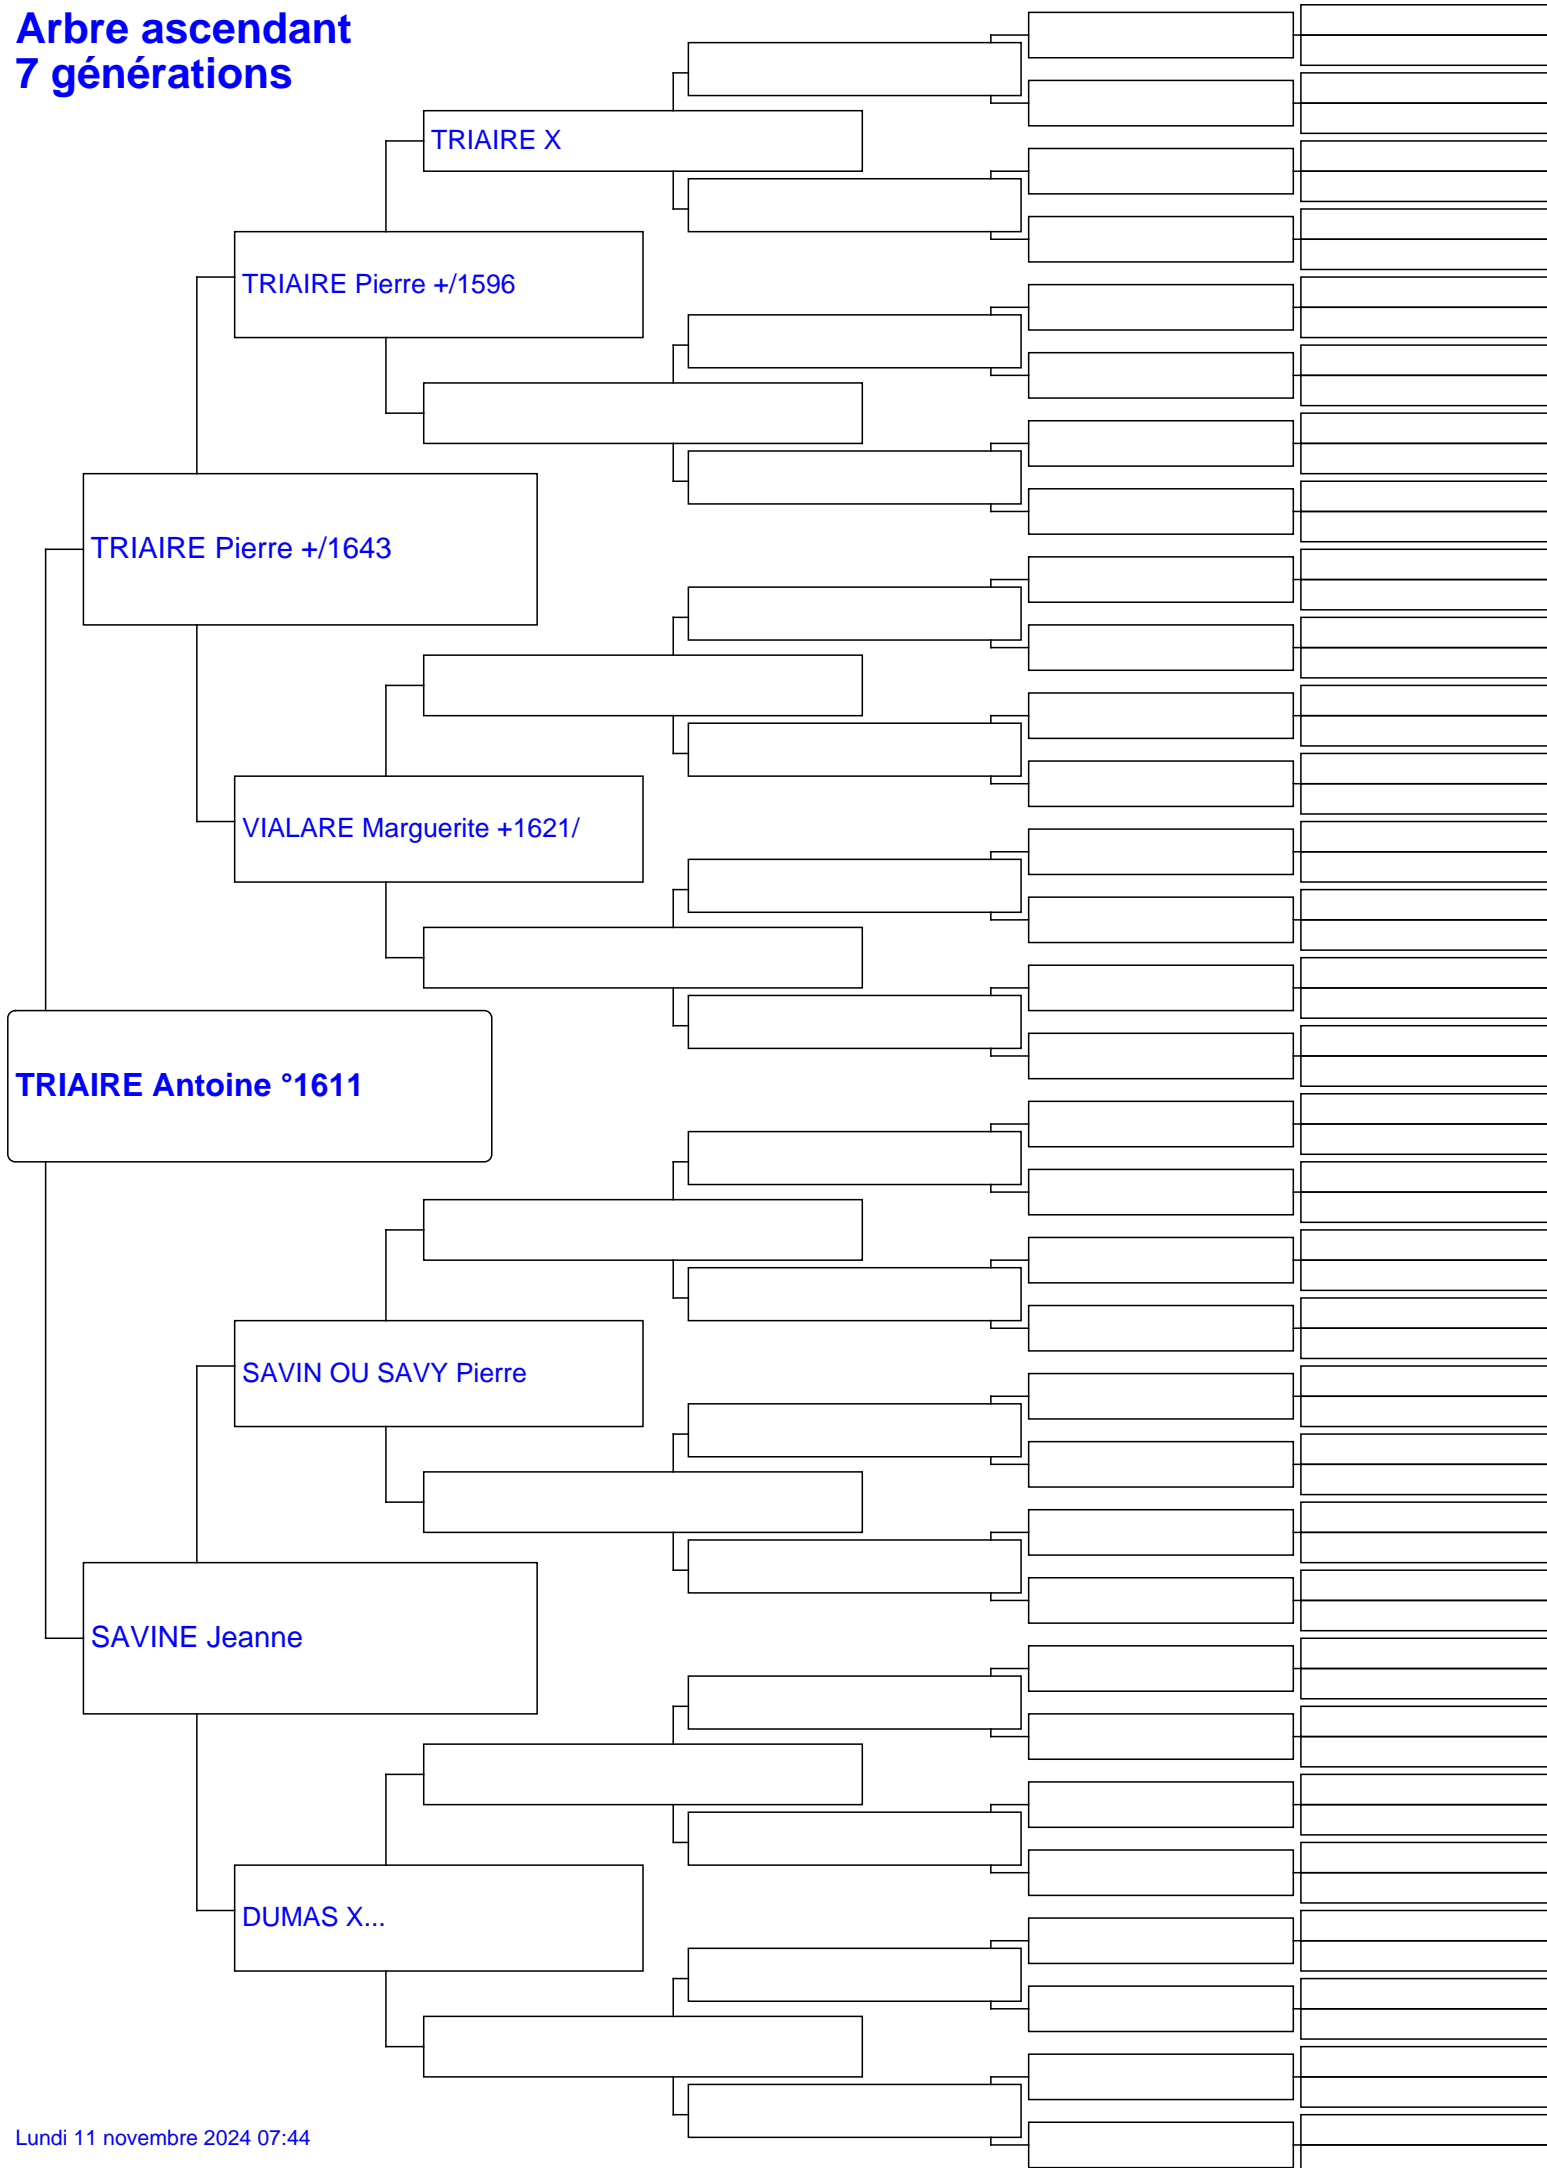 Arbre ascendant
7 générations
TRIAIRE X
TRIAIRE Pierre +/1596
TRIAIRE Pierre +/1643
VIALARE Marguerite +1621/
TRIAIRE Antoine °1611
SAVIN OU SAVY Pierre
SAVINE Jeanne
DUMAS X...
Lundi 11 novembre 2024 07:44